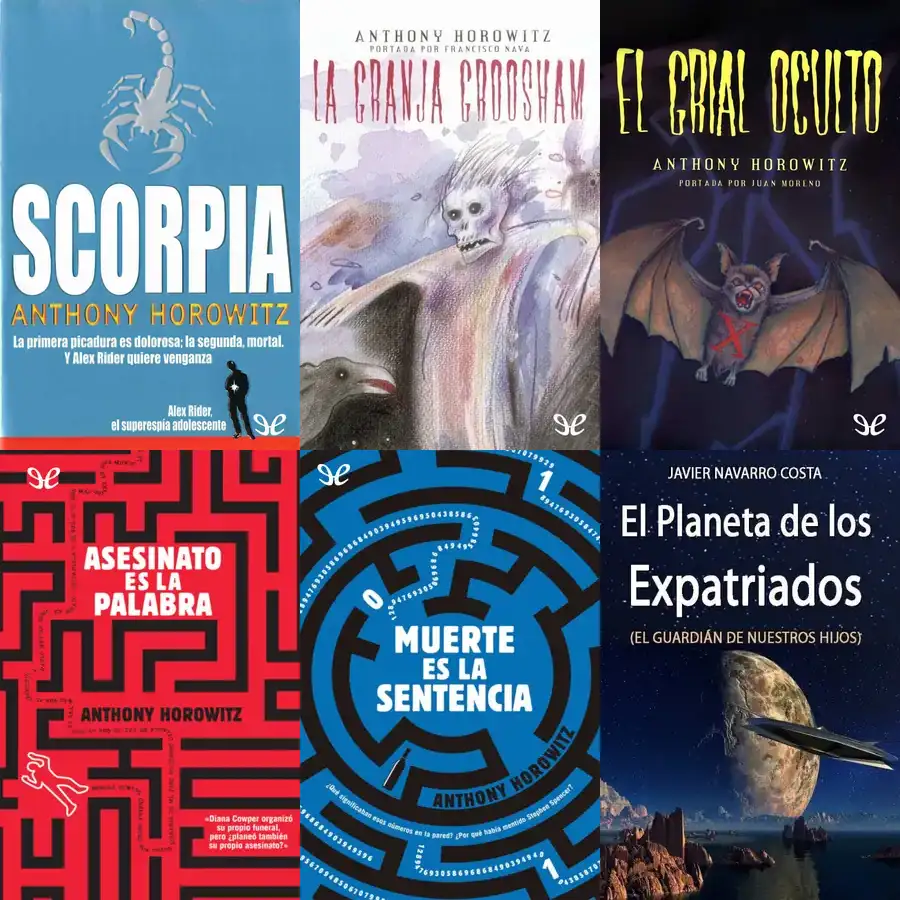 SCORPIA
ANTHONY HOROWITZ
La primera picadura es dolorosa; la segunda, mortal.
Y Alex Rider quiere venganza
Alex Rider,
el superespía adolescente
ANTHONY HOROWITZ
PORTADA POR FRANCISCO NAVA
LA GRANJA GROOSHAM
EL GRIAL OCULTO
ANTHONY HOROWITZ
PORTADA POR JUAN MORENO
X
ASESINATO
ES LA
PALABRA
ANTHONY HOROWITZ
«Diana Cowper organizó
su propio funeral,
pero ¿planeó también
su propio asesinato?»
1
0
MUERTE
ES LA
SENTENCIA
ANTHONY HOROWITZ
¿Qué significaban esos números en la pared? ¿Por qué había mentido Stephen Spencer?
1
JAVIER NAVARRO COSTA
El Planeta de los
Expatriados
(EL GUARDIÁN DE NUESTROS HIJOS)